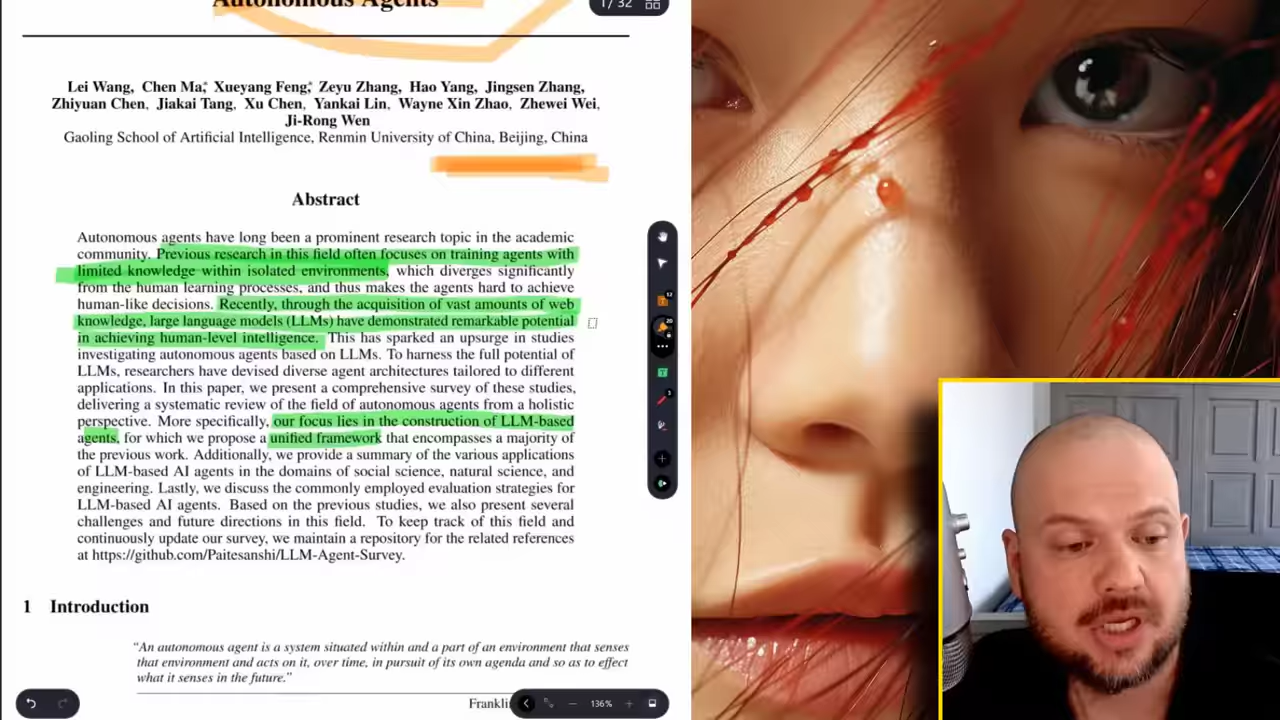 Autonomous Agents
1/ 32
Lei Wang, Chen Ma,* Xueyang Feng,* Zeyu Zhang, Hao Yang, Jingsen Zhang,
Zhiyuan Chen, Jiakai Tang, Xu Chen, Yankai Lin, Wayne Xin Zhao, Zhewei Wei,
Ji-Rong Wen
Gaoling School of Artificial Intelligence, Renmin University of China, Beijing, China
Abstract
Autonomous agents have long been a prominent research topic in the academic
community. Previous research in this field often focuses on training agents with
limited knowledge within isolated environments, which diverges significantly
from the human learning processes, and thus makes the agents hard to achieve
human-like decisions. Recently, through the acquisition of vast amounts of web
knowledge, large language models (LLMs) have demonstrated remarkable potential
in achieving human-level intelligence. This has sparked an upsurge in studies
investigating autonomous agents based on LLMs. To harness the full potential of
LLMs, researchers have devised diverse agent architectures tailored to different
applications. In this paper, we present a comprehensive survey of these studies,
delivering a systematic review of the field of autonomous agents from a holistic
perspective. More specifically, our focus lies in the construction of LLM-based
agents, for which we propose a unified framework that encompasses a majority of
the previous work. Additionally, we provide a summary of the various applications
of LLM-based AI agents in the domains of social science, natural science, and
engineering. Lastly, we discuss the commonly employed evaluation strategies for
LLM-based AI agents. Based on the previous studies, we also present several
challenges and future directions in this field. To keep track of this field and
continuously update our survey, we maintain a repository for the related references
at https://github.com/Paitesanshi/LLM-Agent-Survey.
1 Introduction
"An autonomous agent is a system situated within and a part of an environment that senses
that environment and acts on it, over time, in pursuit of its own agenda and so as to effect
what it senses in the future."
Frankli
136%